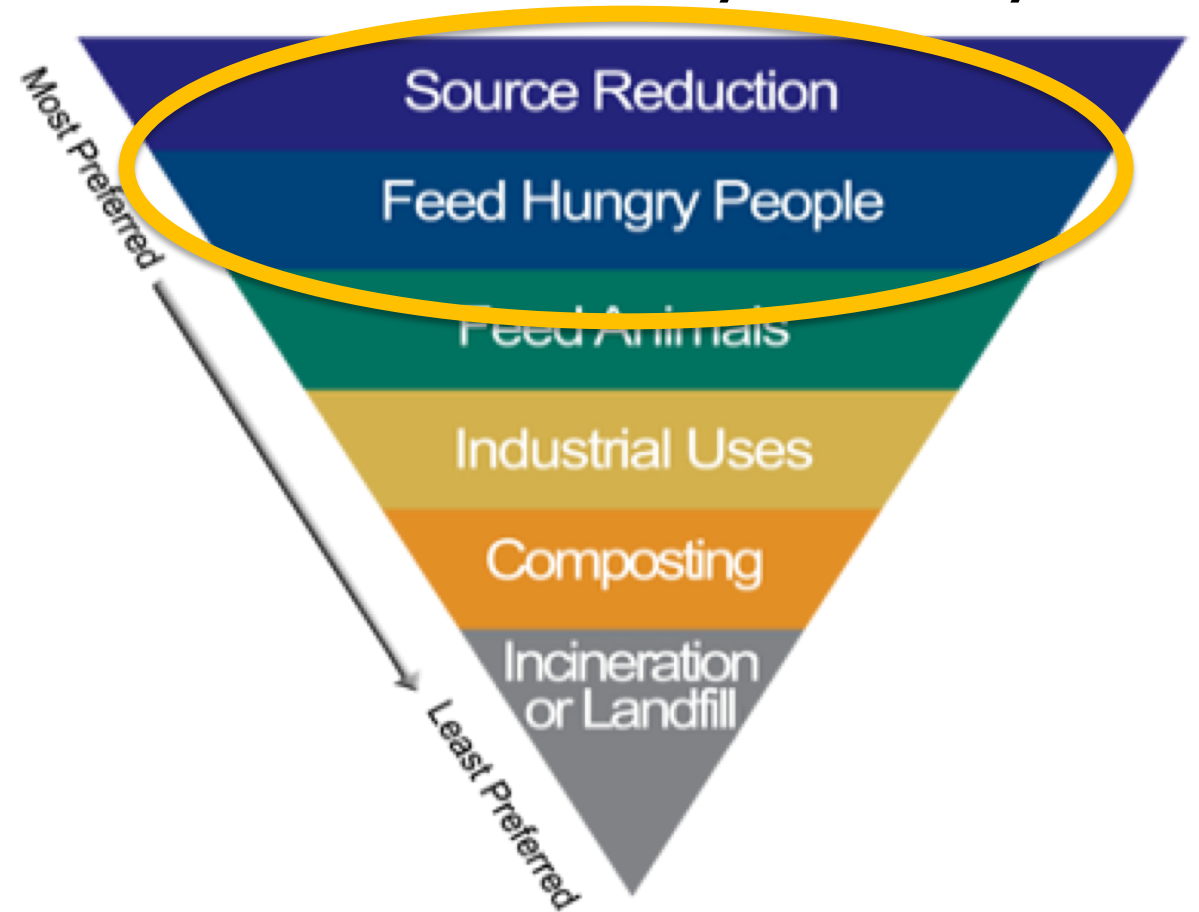 Source Reduction
Feed Hungry People
Feed Animals
Industrial Uses
Composting
Incineration
or Landfill
Most Preferred
Least Preferred